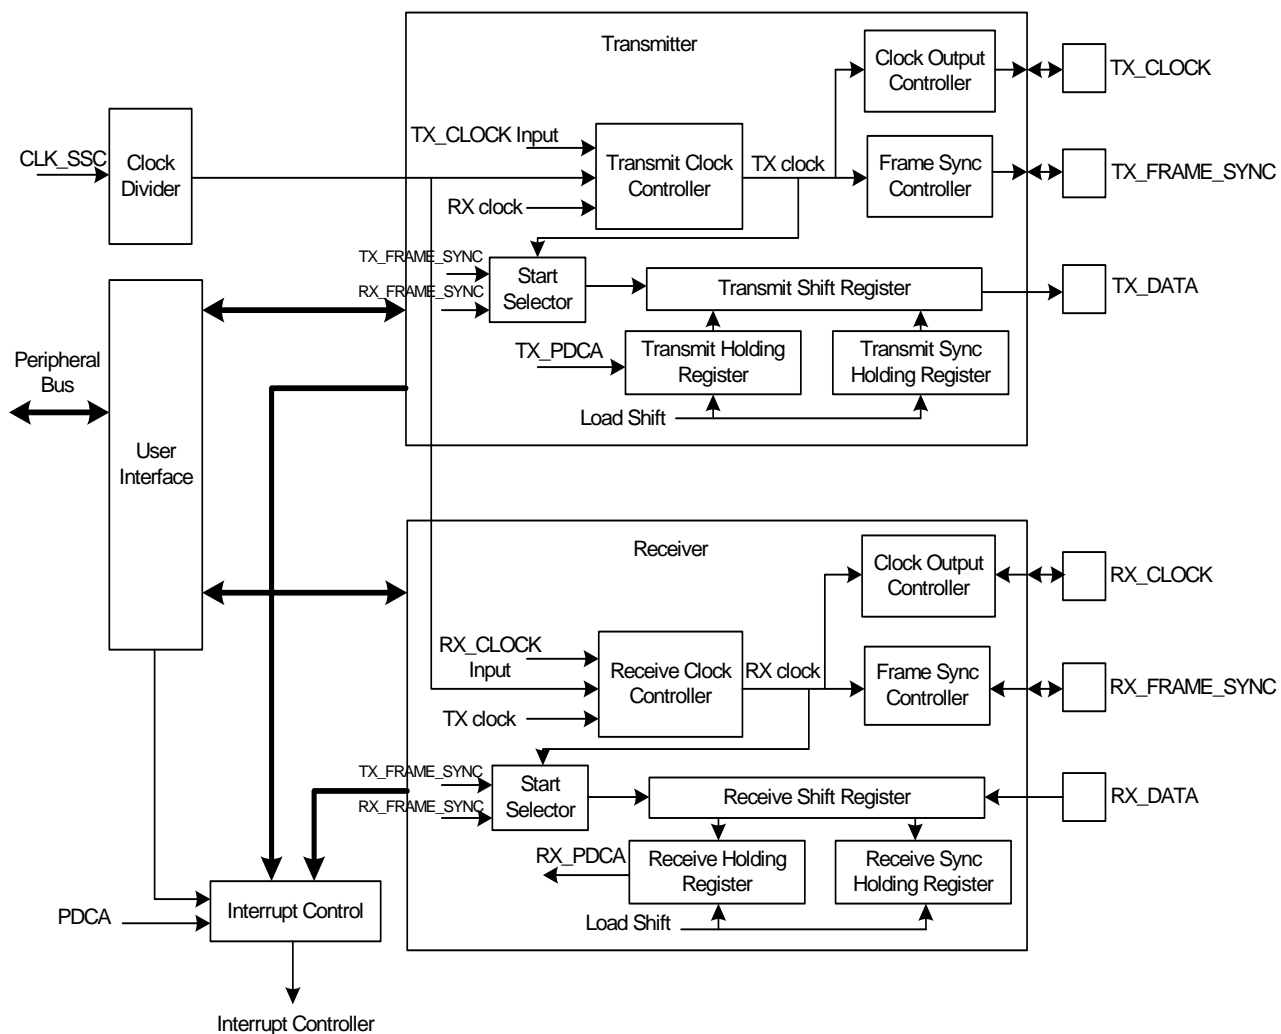 Transmitter
Clock Output
Controller
TX_CLOCK
TX_CLOCK Input
CLK_SSC
Clock
Divider
Transmit Clock
Controller
TX clock
Frame Sync
Controller
TX_FRAME_SYNC
RX clock
TX_FRAME_SYNC
RX_FRAME_SYNC
Start
Selector
Transmit Shift Register
TX_DATA
TX_PDCA
Transmit Holding
Register
Transmit Sync
Holding Register
Load Shift
Peripheral
Bus
User
Interface
Receiver
Clock Output
Controller
RX_CLOCK
RX_CLOCK
Input
Receive Clock
Controller
RX clock
Frame Sync
Controller
RX_FRAME_SYNC
TX clock
TX_FRAME_SYNC
RX_FRAME_SYNC
Start
Selector
Receive Shift Register
RX_DATA
RX_PDCA
Receive Holding
Register
Receive Sync
Holding Register
Load Shift
PDCA
Interrupt Control
Interrupt Controller